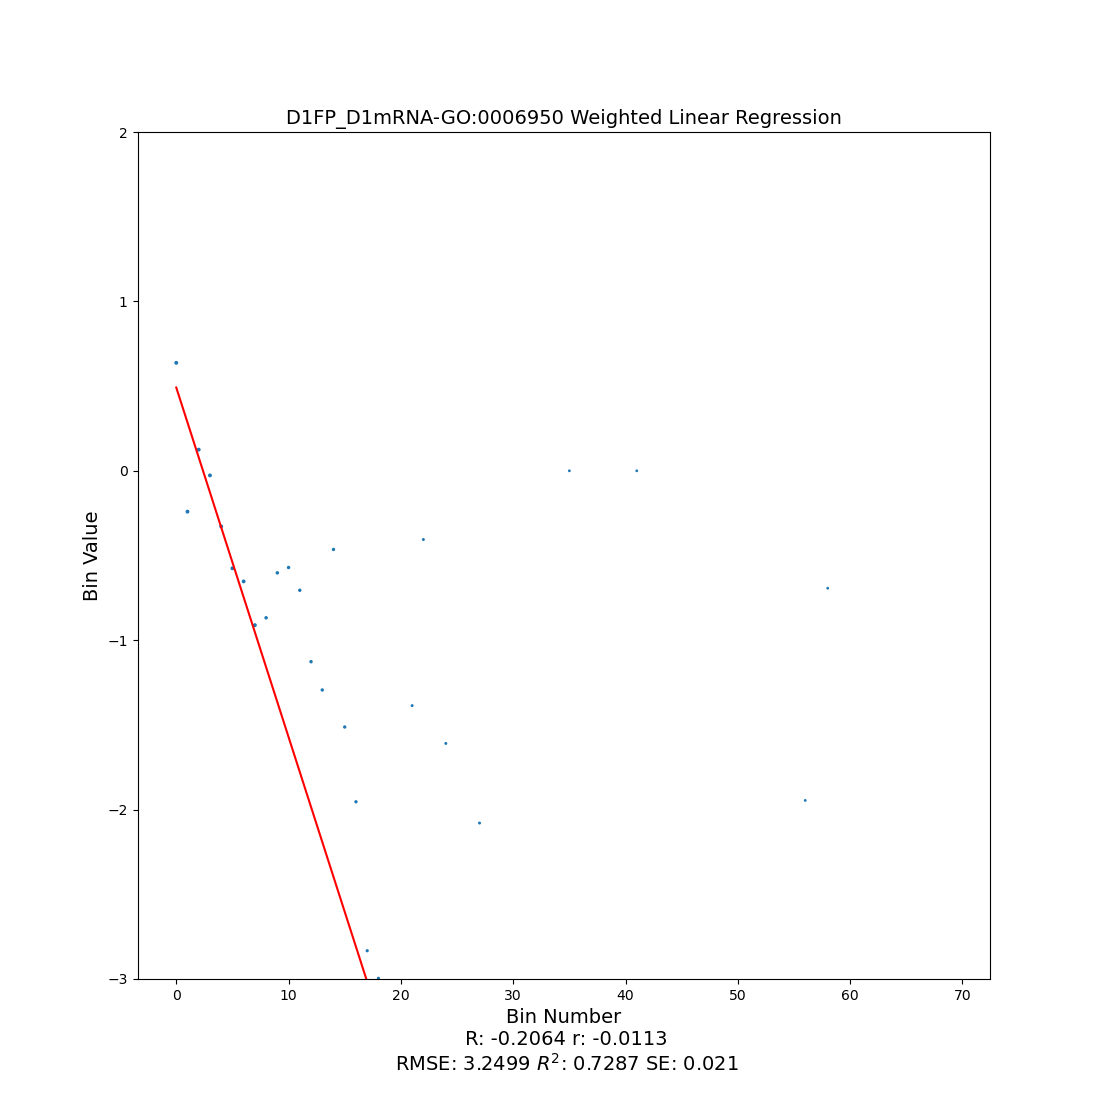 D1FP_D1mRNA-GO:0006950 Weighted Linear Regression
2
1
0
−1
−2
−3
Bin Value
0 10 20 30 40 50 60 70
Bin Number
R: -0.2064 r: -0.0113
RMSE: 3.2499 R²: 0.7287 SE: 0.021